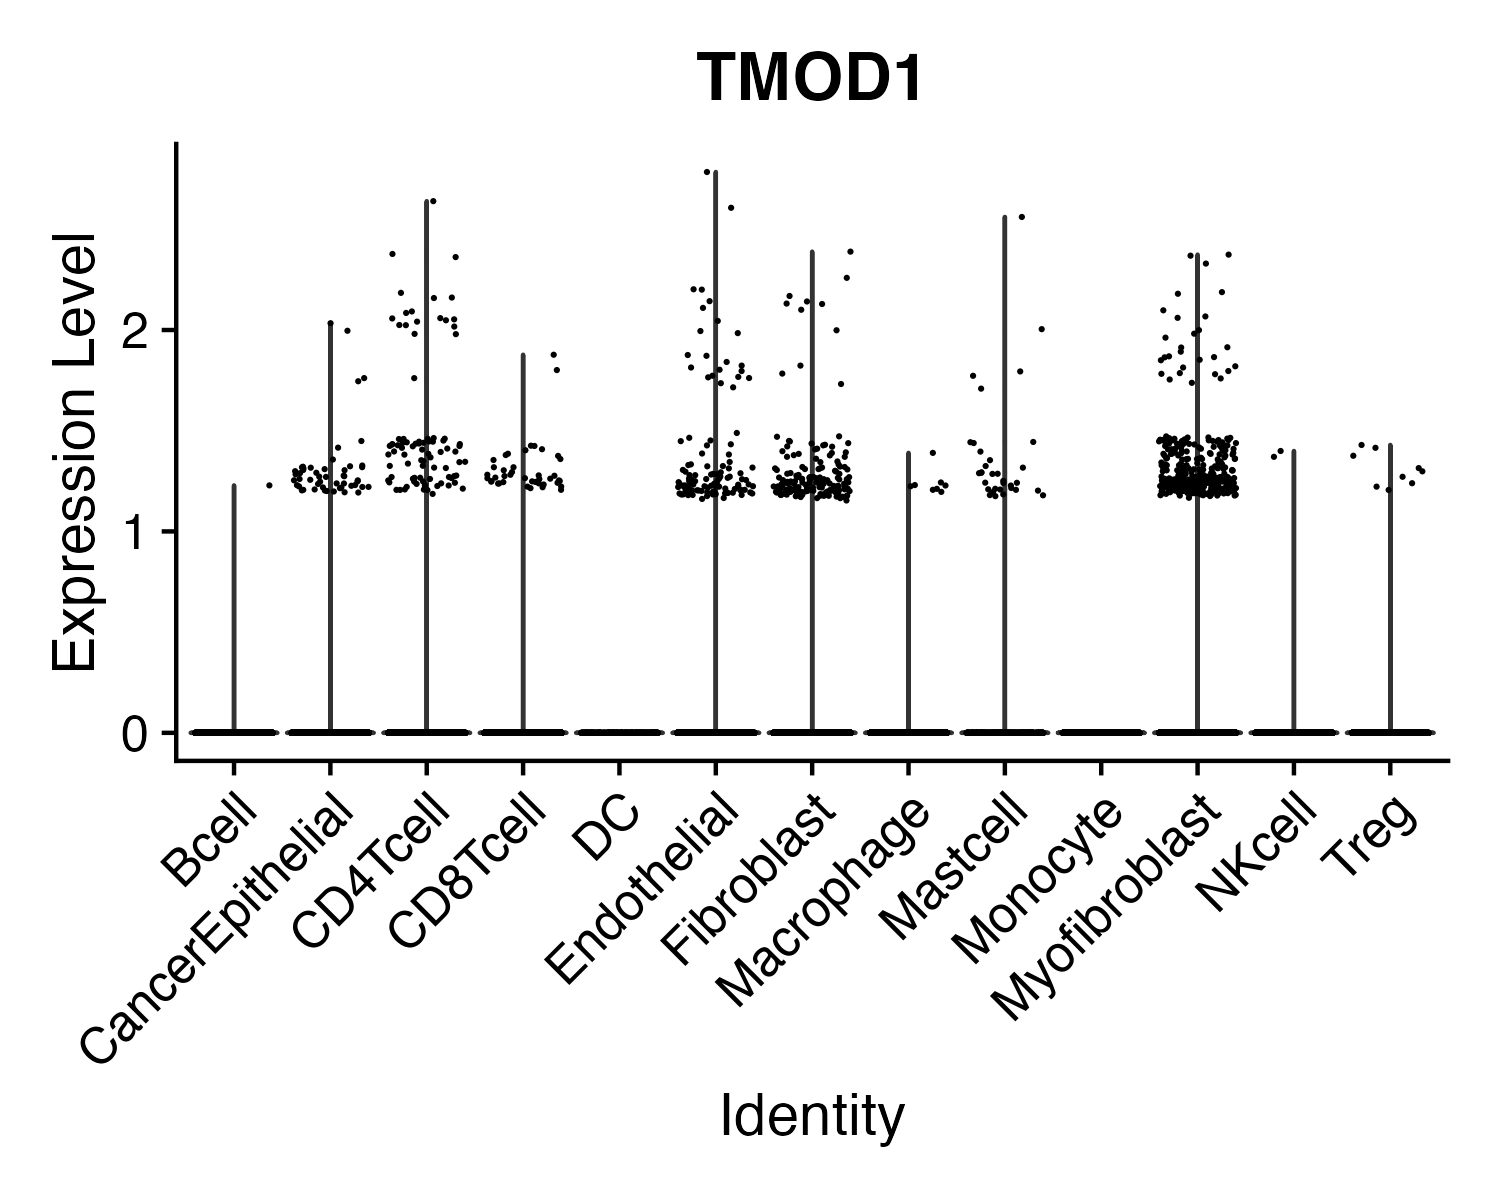 TMOD1
Expression Level
2
1
0
Bcell
CancerEpithelial
CD4Tcell
CD8Tcell
DC
Endothelial
Fibroblast
Macrophage
Mastcell
Monocyte
Myofibroblast
NKcell
Treg
Identity